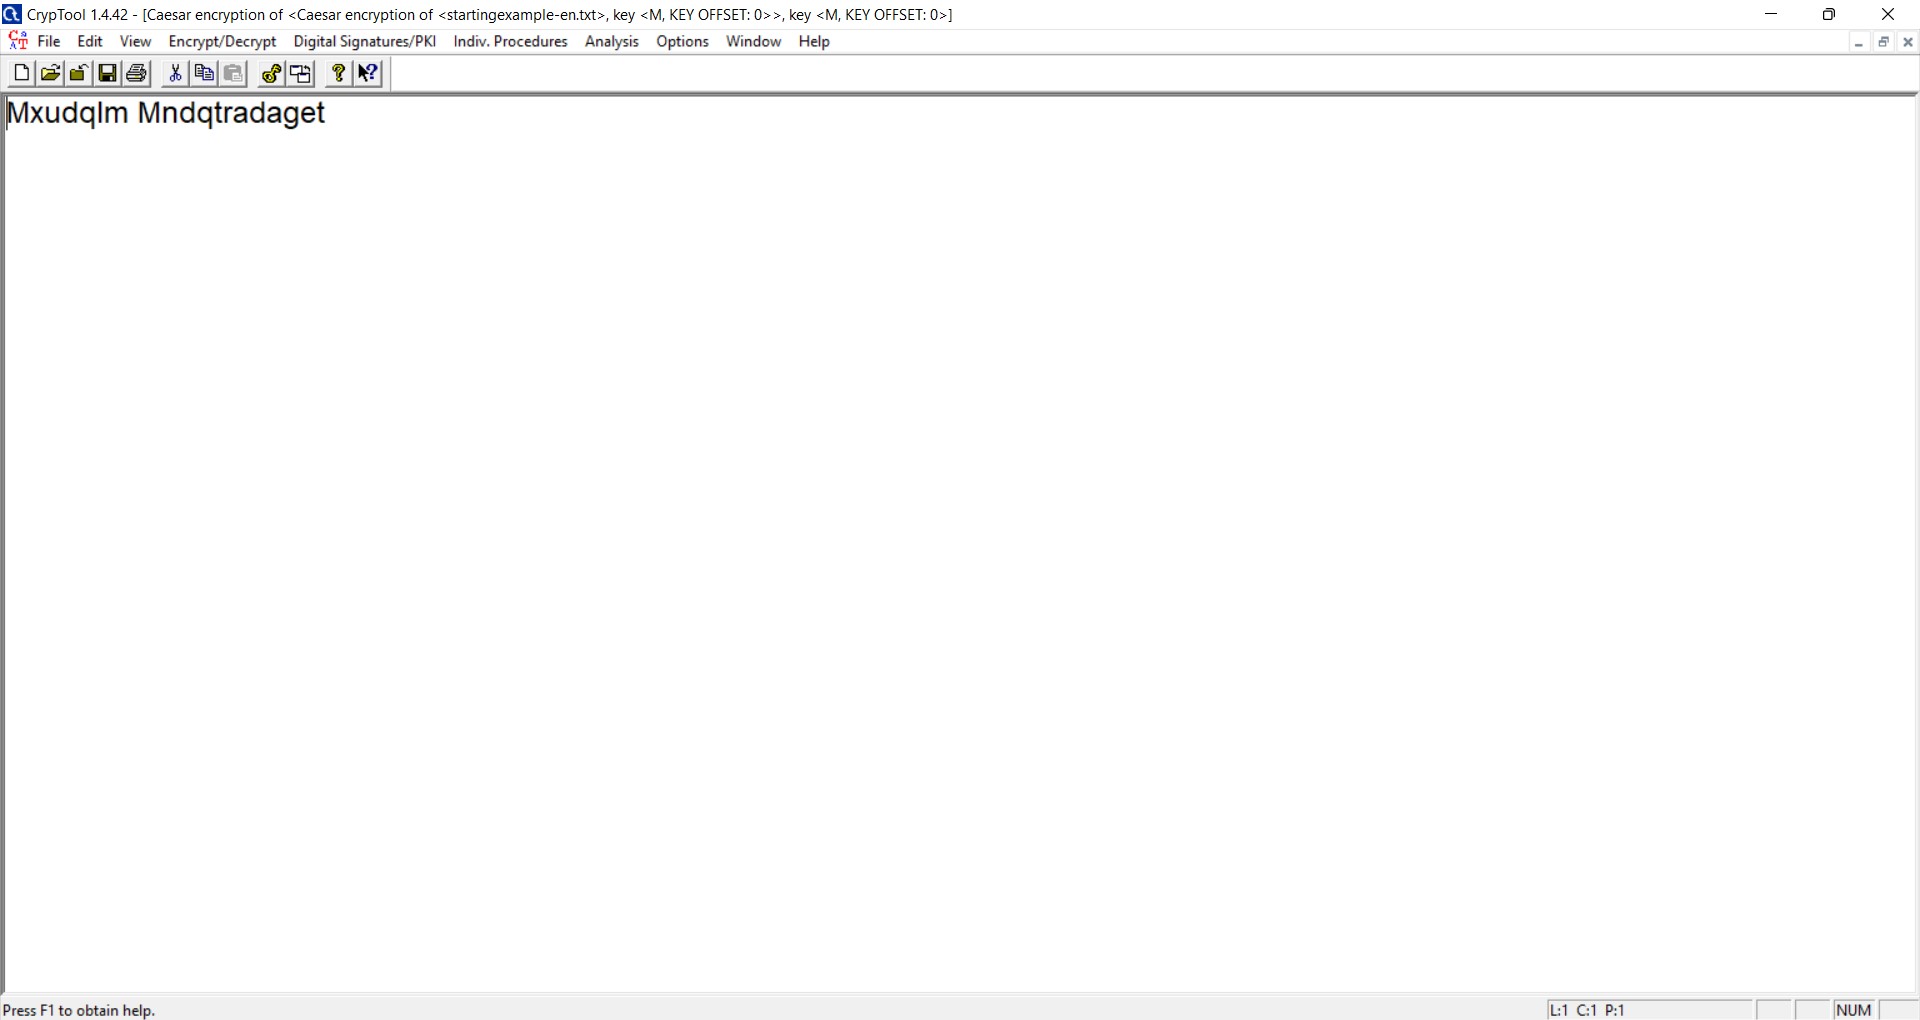 CrypTool 1.4.42 - [Caesar encryption of <Caesar encryption of <startingexample-en.txt>, key <M, KEY OFFSET: 0>>, key <M, KEY OFFSET: 0>]
File Edit View Encrypt/Decrypt Digital Signatures/PKI Indiv. Procedures Analysis Options Window Help
Mxudqlm Mndqtradaget
Press F1 to obtain help. L:1 C:1 P:1 NUM